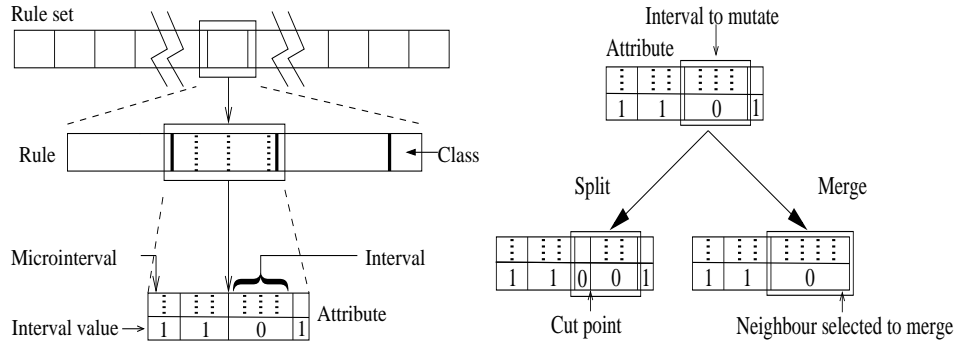 Rule set
Rule
Class
Microinterval
Interval
Interval value
1 1 0 1
Attribute
Interval to mutate
Attribute
1 1 0 1
Split
Merge
1 1 0 0 1
1 1 0
Cut point
Neighbour selected to merge